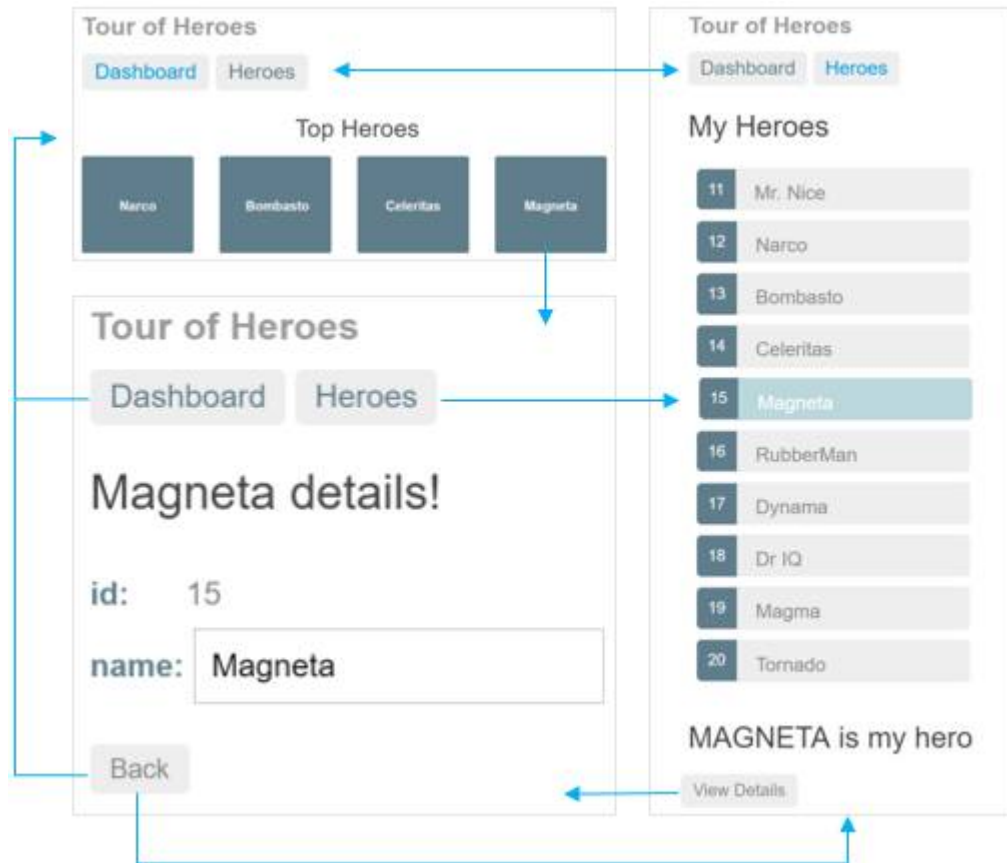 Tour of Heroes
Dashboard Heroes
Top Heroes
Narco Bombasto Celeritas Magneta
Tour of Heroes
Dashboard Heroes
Magneta details!
id: 15
name: Magneta
Back
Tour of Heroes
Dashboard Heroes
My Heroes
11 Mr. Nice
12 Narco
13 Bombasto
14 Celeritas
15 Magneta
16 RubberMan
17 Dynama
18 Dr IQ
19 Magma
20 Tornado
MAGNETA is my hero
View Details